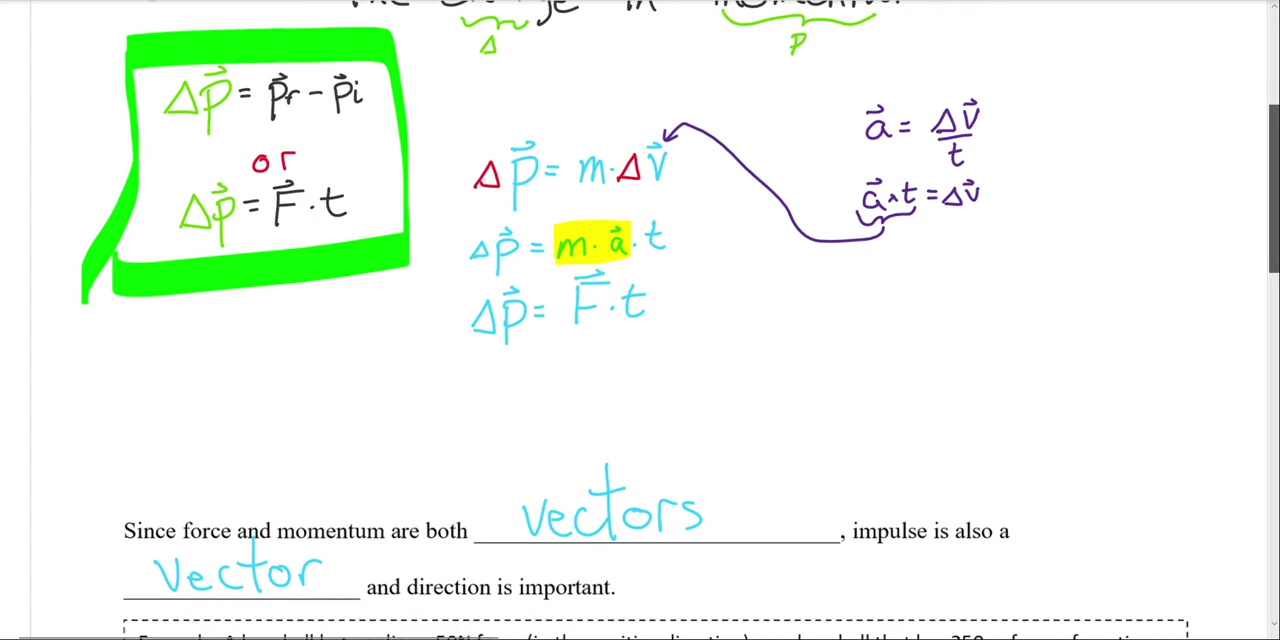 in
Δ
p
Δp⃗ = p⃗f - p⃗i
or
Δp⃗ = F⃗ · t
Δp⃗ = m · Δv⃗
Δp⃗ = m · a⃗ · t
Δp⃗ = F⃗ · t
a⃗ = Δv⃗ / t
a⃗ × t = Δv⃗
Since force and momentum are both vectors, impulse is also a
vector and direction is important.